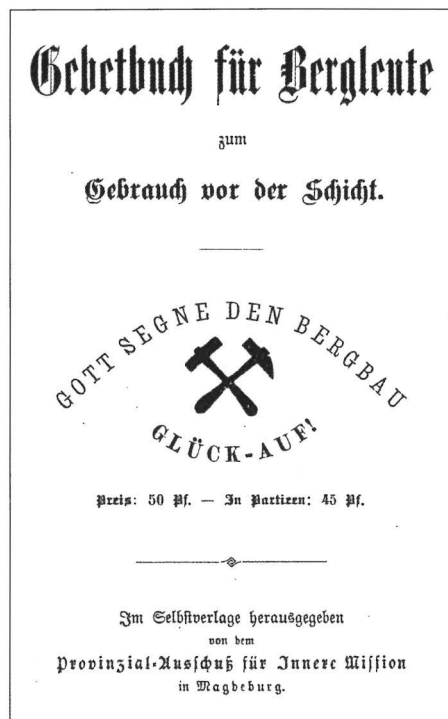 Gebetbuch für Bergleute
zum
Gebrauch vor der Schicht.
GOTT SEGNE DEN BERGBAU
GLÜCK-AUF!
Preis: 50 Pf. — In Partieen: 45 Pf.
Im Selbstverlage herausgegeben
von dem
Provinzial-Ausschuß für Innere Mission
in Magdeburg.